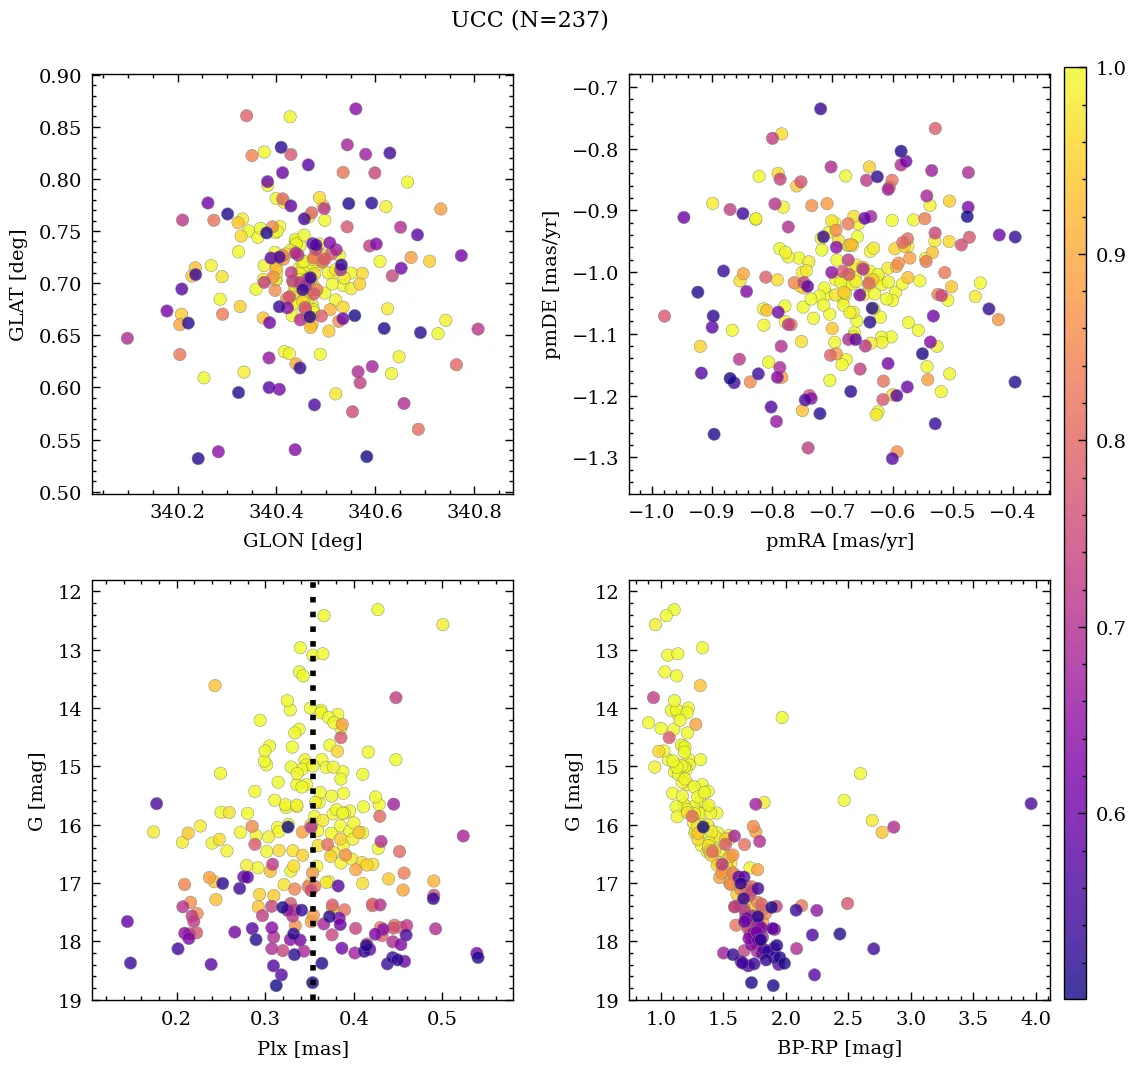 UCC (N=237)
0.90
0.85
0.80
0.75
0.70
0.65
0.60
0.55
0.50
GLAT [deg]
340.2 340.4 340.6 340.8
GLON [deg]
−0.7
−0.8
−0.9
−1.0
−1.1
−1.2
−1.3
pmDE [mas/yr]
−1.0 −0.9 −0.8 −0.7 −0.6 −0.5 −0.4
pmRA [mas/yr]
1.0
0.9
0.8
0.7
0.6
12
13
14
15
16
17
18
19
G [mag]
0.2 0.3 0.4 0.5
Plx [mas]
12
13
14
15
16
17
18
19
G [mag]
1.0 1.5 2.0 2.5 3.0 3.5 4.0
BP-RP [mag]